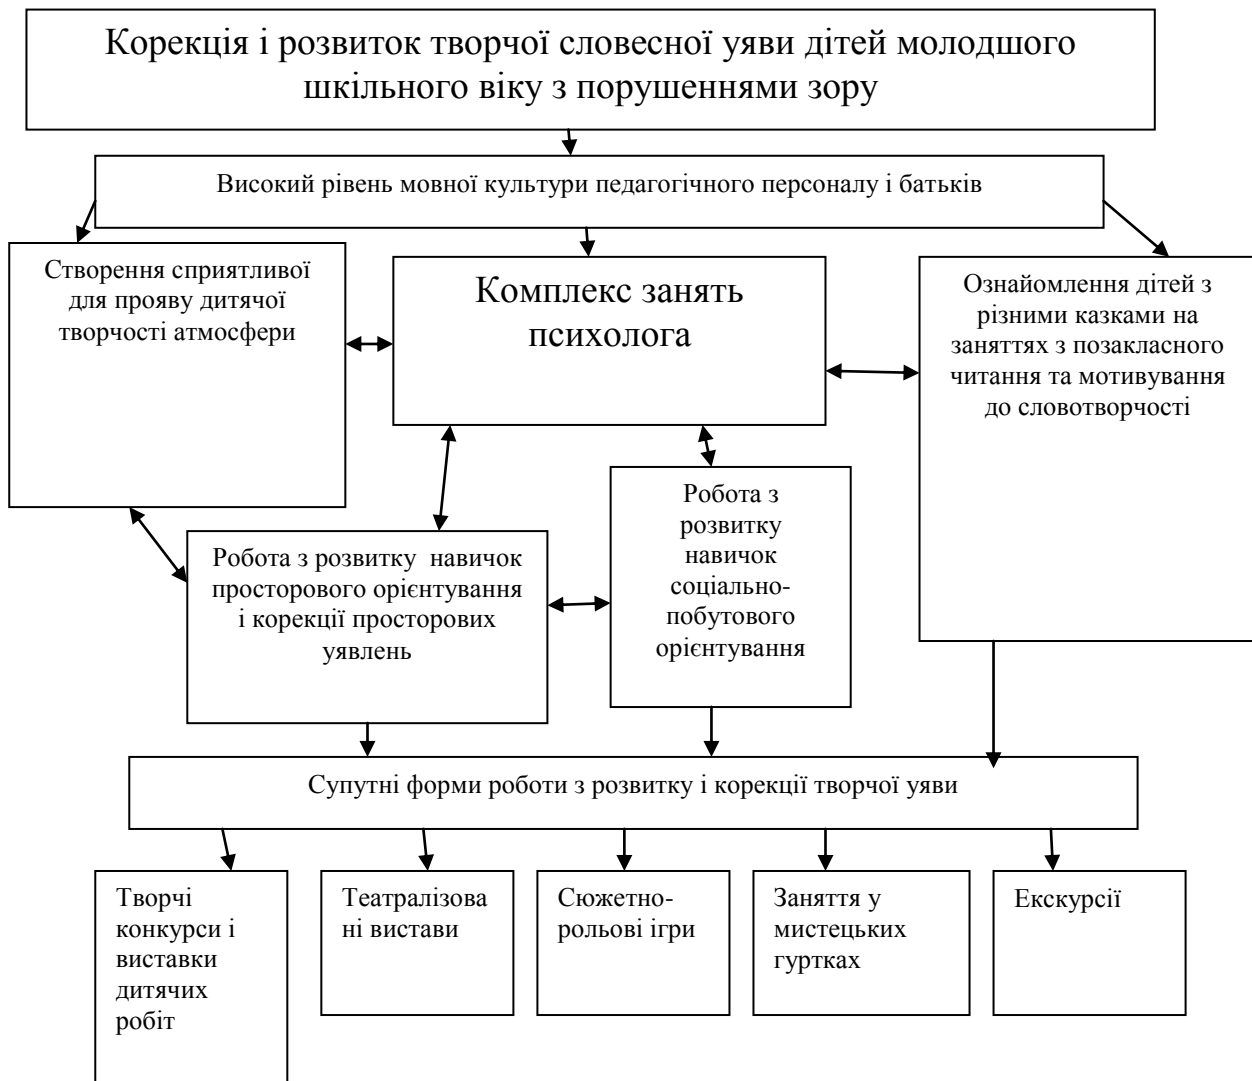 Корекція і розвиток творчої словесної уяви дітей молодшого
шкільного віку з порушеннями зору
Високий рівень мовної культури педагогічного персоналу і батьків
Створення сприятливої
для прояву дитячої
творчості атмосфери
Комплекс занять
психолога
Ознайомлення дітей з
різними казками на
заняттях з позакласного
читання та мотивування
до словотворчості
Робота з розвитку навичок
просторового орієнтування
і корекції просторових
уявлень
Робота з
розвитку
навичок
соціально-
побутового
орієнтування
Супутні форми роботи з розвитку і корекції творчої уяви
Творчі
конкурси і
виставки
дитячих
робіт
Театралізова
ні вистави
Сюжетно-
рольові ігри
Заняття у
мистецьких
гуртках
Екскурсії